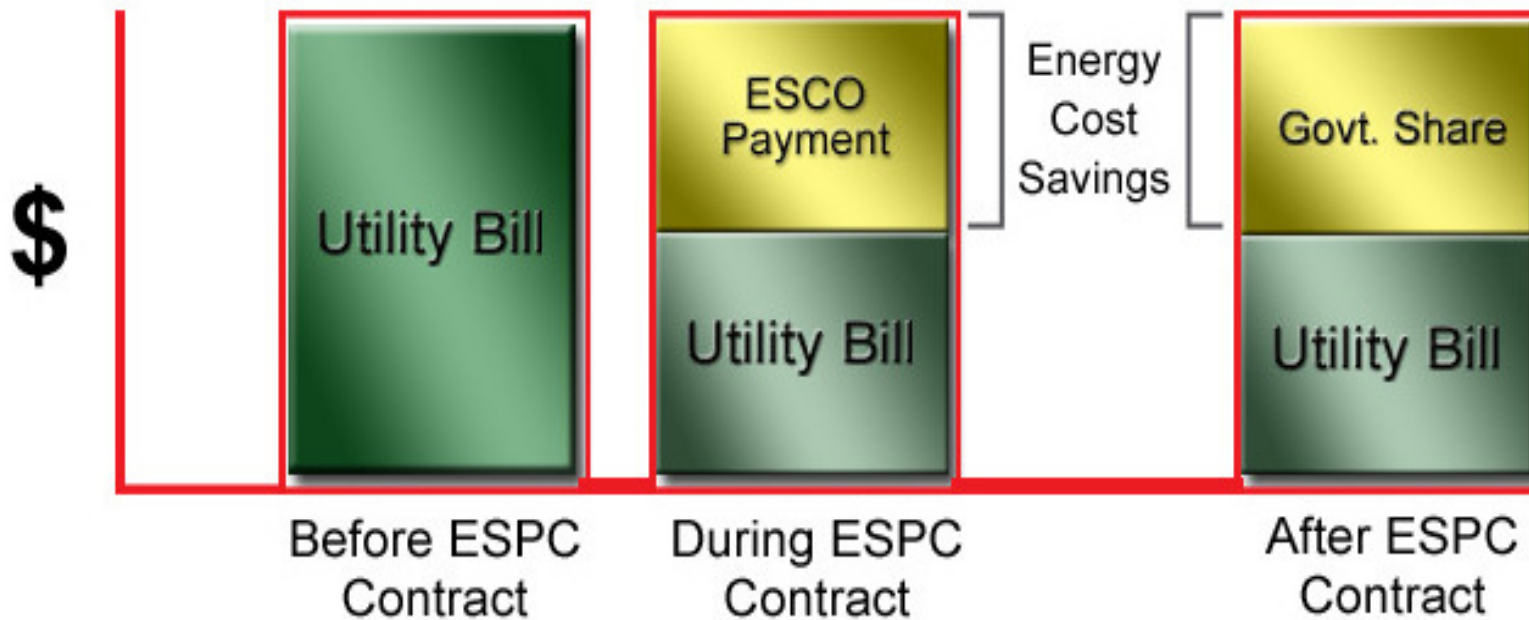 $
Utility Bill
ESCO
Payment
Utility Bill
Energy
Cost
Savings
Govt. Share
Utility Bill
Before ESPC
Contract
During ESPC
Contract
After ESPC
Contract